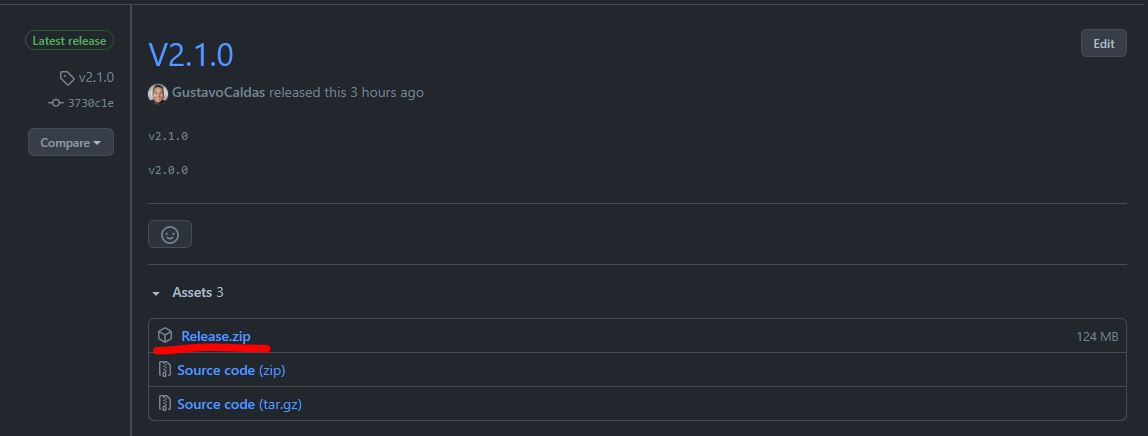 Latest release
v2.1.0
3730c1e
Compare
V2.1.0
Edit
GustavoCaldas released this 3 hours ago
v2.1.0
v2.0.0
Assets 3
Release.zip 124 MB
Source code (zip)
Source code (tar.gz)